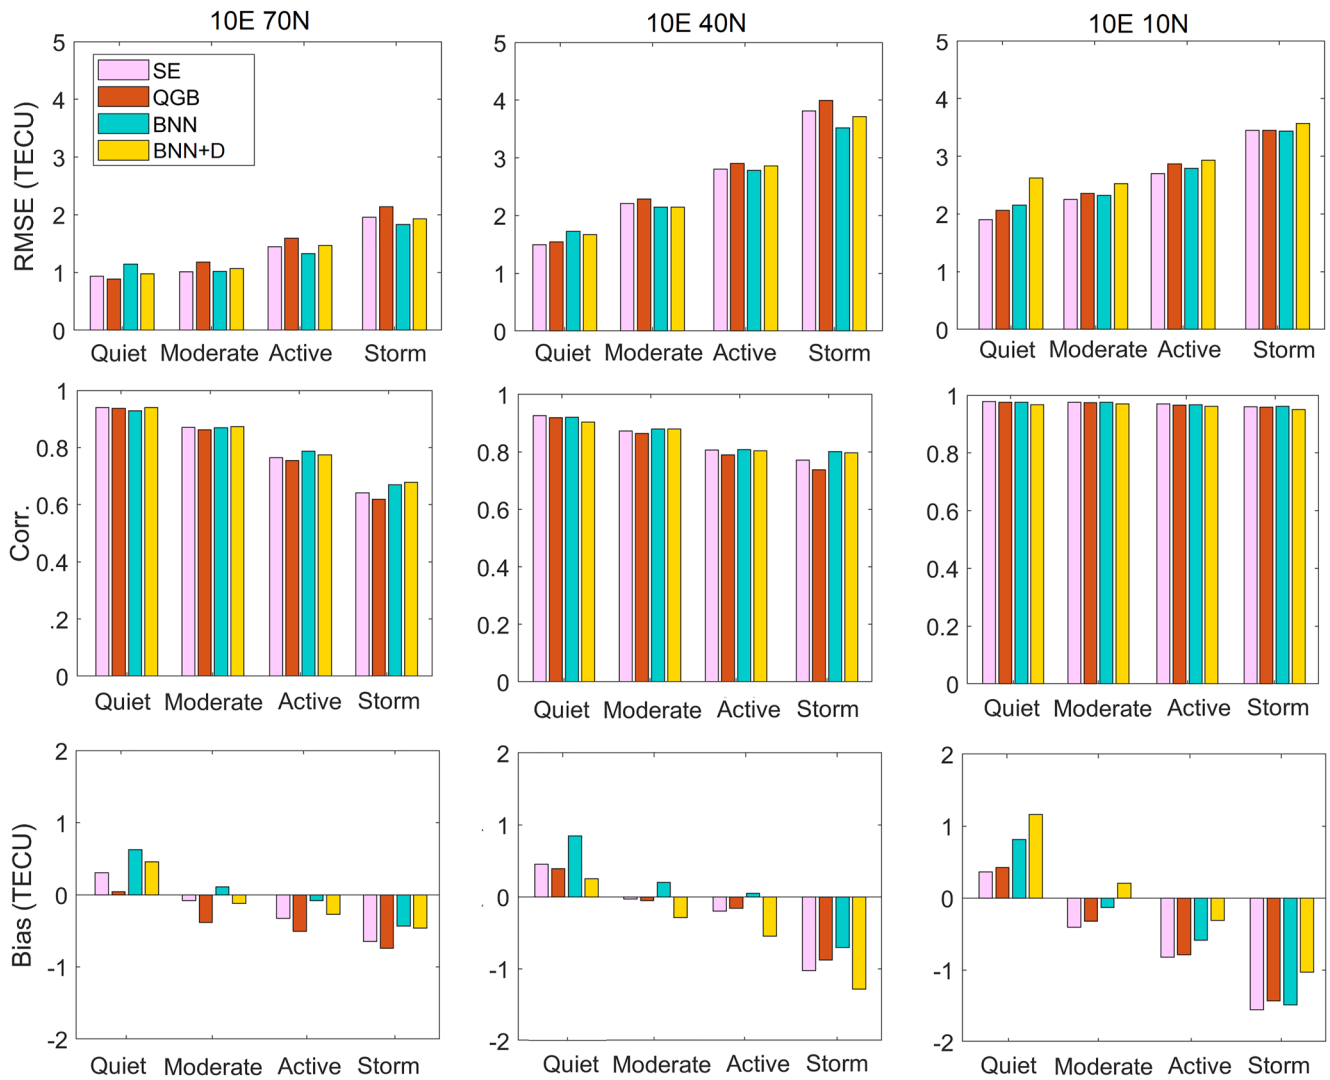 10E 70N
10E 40N
10E 10N
RMSE (TECU)
5
4
3
2
1
0
SE
QGB
BNN
BNN+D
Quiet Moderate Active Storm
5
4
3
2
1
0
Quiet Moderate Active Storm
5
4
3
2
1
0
Quiet Moderate Active Storm
Corr.
1
0.8
0.6
0.4
.2
0
Quiet Moderate Active Storm
1
0.8
0.6
0.4
0.2
0
Quiet Moderate Active Storm
1
0.8
0.6
0.4
0.2
0
Quiet Moderate Active Storm
Bias (TECU)
2
1
0
-1
-2
Quiet Moderate Active Storm
2
1
0
-1
-2
Quiet Moderate Active Storm
2
1
0
-1
-2
Quiet Moderate Active Storm